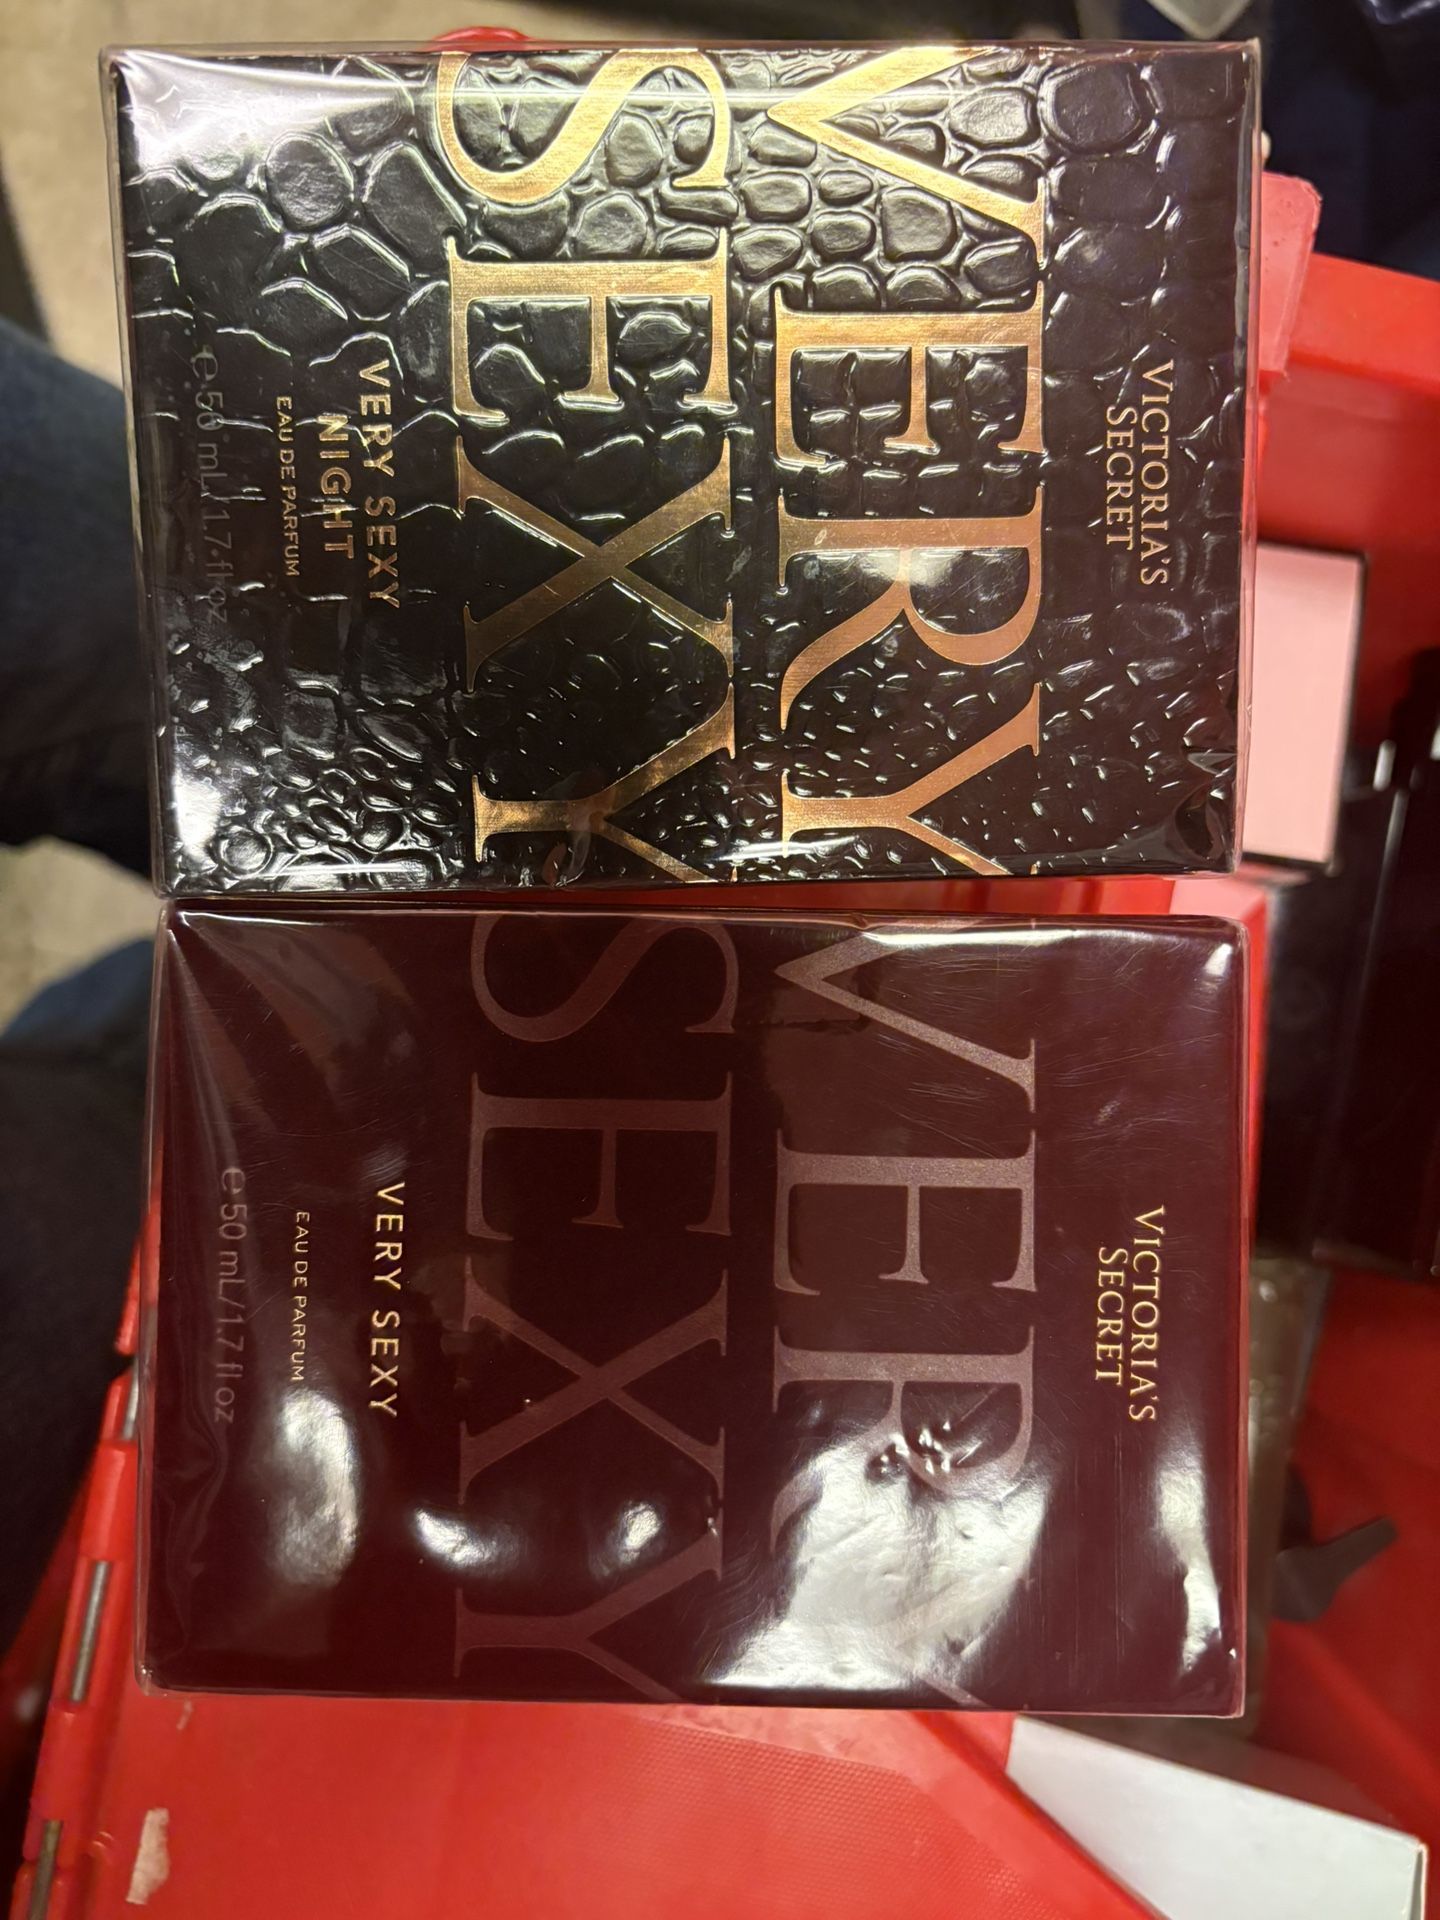 VICTORIA'S
SECRET
VERY
SEXY
VERY SEXY
NIGHT
EAU DE PARFUM
e 50 mL/1.7 fl oz
VICTORIA'S
SECRET
VERY
SEXY
VERY SEXY
EAU DE PARFUM
e 50 mL/1.7 fl oz